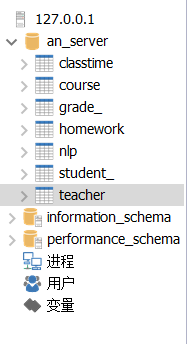 127.0.0.1
an_server
classtime
course
grade_
homework
nlp
student_
teacher
information_schema
performance_schema
进程
用户
变量